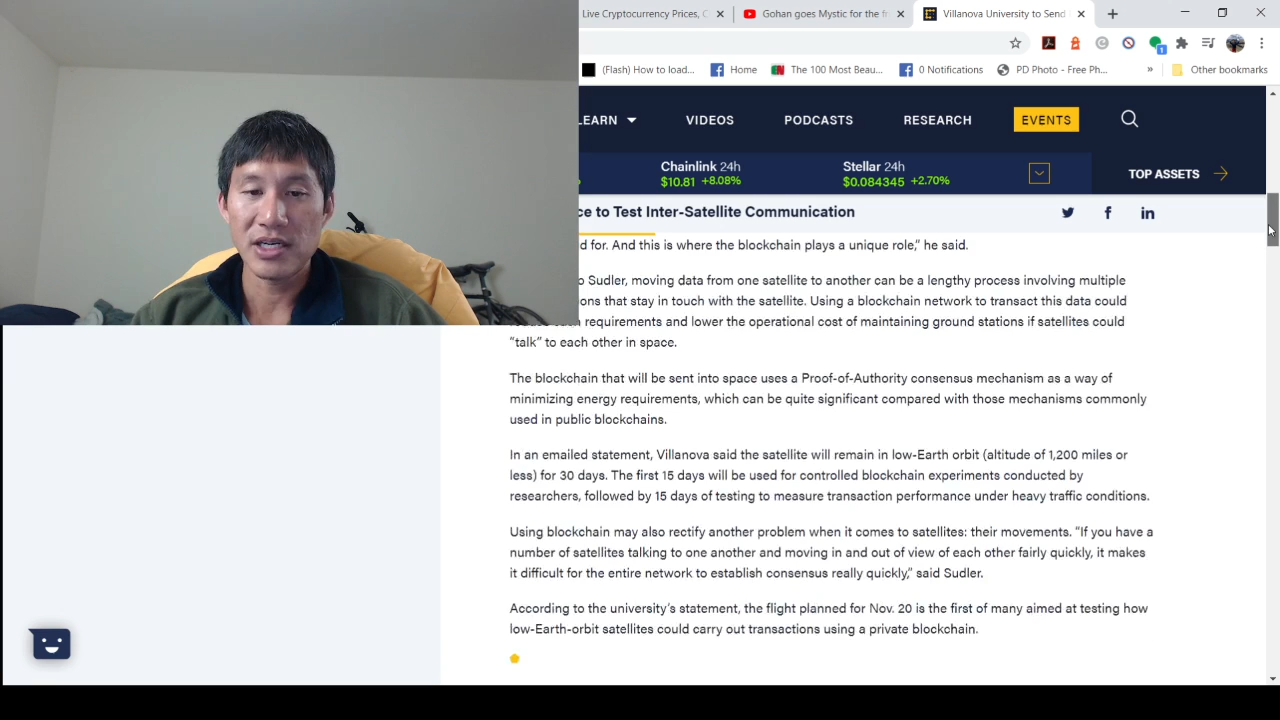 Live Cryptocurrency Prices, C
Gohan goes Mystic for the f
Villanova University to Send
(Flash) How to load...
Home
The 100 Most Beau...
0 Notifications
PD Photo - Free Ph...
»
Other bookmarks
LEARN
VIDEOS
PODCASTS
RESEARCH
EVENTS
Chainlink 24h
$10.81 +8.08%
Stellar 24h
$0.084345 +2.70%
TOP ASSETS
ce to Test Inter-Satellite Communication
d for. And this is where the blockchain plays a unique role,” he said.
o Sudler, moving data from one satellite to another can be a lengthy process involving multiple
ons that stay in touch with the satellite. Using a blockchain network to transact this data could
requirements and lower the operational cost of maintaining ground stations if satellites could
“talk” to each other in space.
The blockchain that will be sent into space uses a Proof-of-Authority consensus mechanism as a way of
minimizing energy requirements, which can be quite significant compared with those mechanisms commonly
used in public blockchains.
In an emailed statement, Villanova said the satellite will remain in low-Earth orbit (altitude of 1,200 miles or
less) for 30 days. The first 15 days will be used for controlled blockchain experiments conducted by
researchers, followed by 15 days of testing to measure transaction performance under heavy traffic conditions.
Using blockchain may also rectify another problem when it comes to satellites: their movements. “If you have a
number of satellites talking to one another and moving in and out of view of each other fairly quickly, it makes
it difficult for the entire network to establish consensus really quickly,” said Sudler.
According to the university’s statement, the flight planned for Nov. 20 is the first of many aimed at testing how
low-Earth-orbit satellites could carry out transactions using a private blockchain.